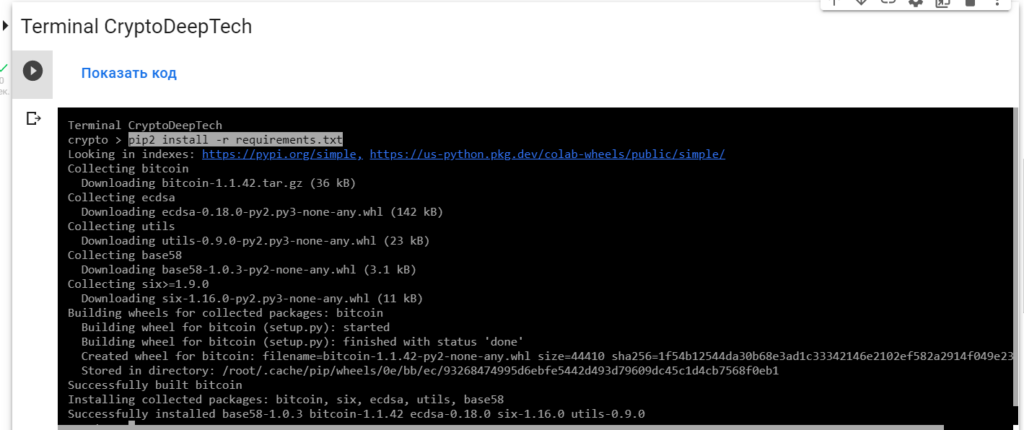 Terminal CryptoDeepTech
Показать код
Terminal CryptoDeepTech
crypto > pip2 install -r requirements.txt
Looking in indexes: https://pypi.org/simple, https://us-python.pkg.dev/colab-wheels/public/simple/
Collecting bitcoin
Downloading bitcoin-1.1.42.tar.gz (36 kB)
Collecting ecdsa
Downloading ecdsa-0.18.0-py2.py3-none-any.whl (142 kB)
Collecting utils
Downloading utils-0.9.0-py2.py3-none-any.whl (23 kB)
Collecting base58
Downloading base58-1.0.3-py2-none-any.whl (3.1 kB)
Collecting six>=1.9.0
Downloading six-1.16.0-py2.py3-none-any.whl (11 kB)
Building wheels for collected packages: bitcoin
Building wheel for bitcoin (setup.py): started
Building wheel for bitcoin (setup.py): finished with status 'done'
Created wheel for bitcoin: filename=bitcoin-1.1.42-py2-none-any.whl size=44410 sha256=1f54b12544da30b68e3ad1c33342146e2102ef582a2914f049e23
Stored in directory: /root/.cache/pip/wheels/0e/bb/ec/93268474995d6ebfe5442d493d79609dc45c1d4cb7568f0eb1
Successfully built bitcoin
Installing collected packages: bitcoin, six, ecdsa, utils, base58
Successfully installed base58-1.0.3 bitcoin-1.1.42 ecdsa-0.18.0 six-1.16.0 utils-0.9.0